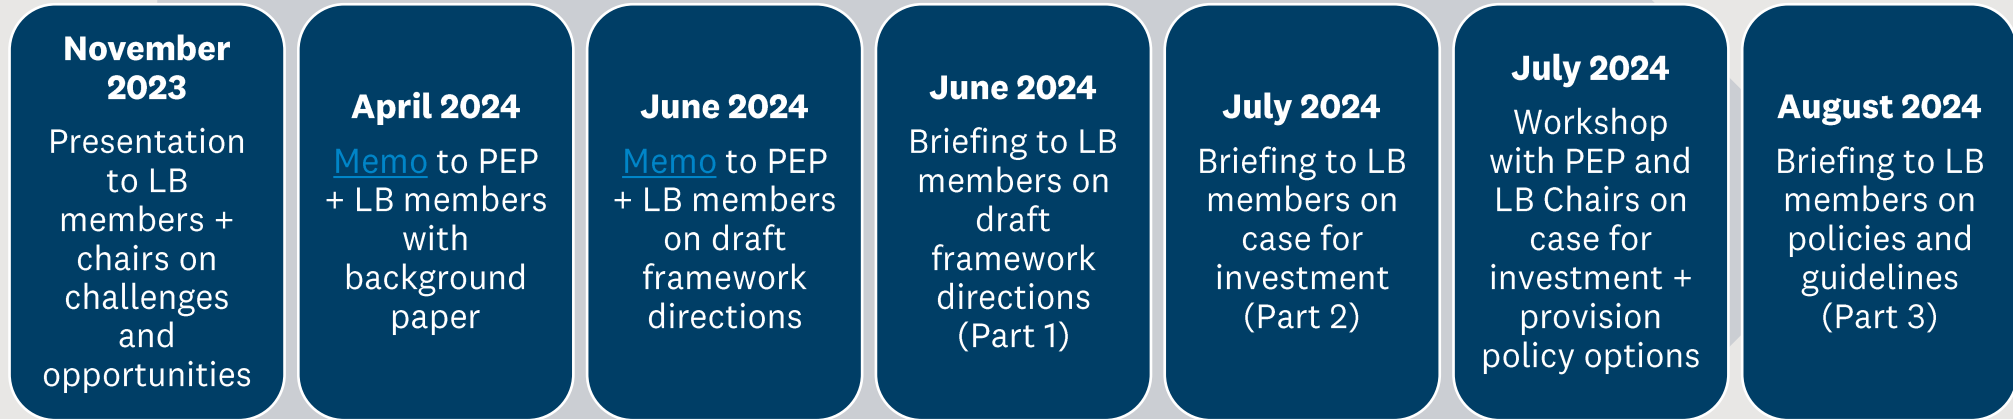 November
2023
Presentation
to LB
members +
chairs on
challenges
and
opportunities
April 2024
Memo to PEP
+ LB members
with
background
paper
June 2024
Memo to PEP
+ LB members
on draft
framework
directions
June 2024
Briefing to LB
members on
draft
framework
directions
(Part 1)
July 2024
Briefing to LB
members on
case for
investment
(Part 2)
July 2024
Workshop
with PEP and
LB Chairs on
case for
investment +
provision
policy options
August 2024
Briefing to LB
members on
policies and
guidelines
(Part 3)